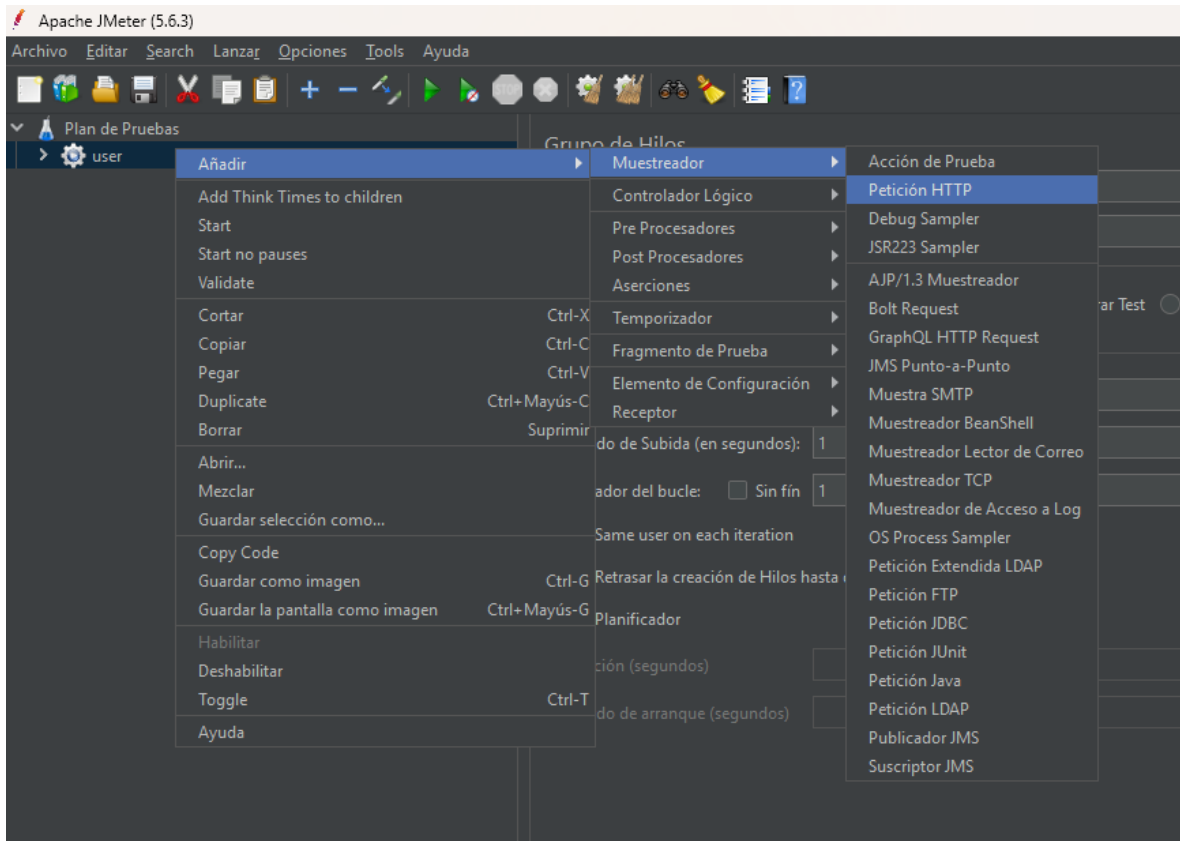 Apache JMeter (5.6.3)
Archivo Editar Search Lanzar Opciones Tools Ayuda
STOP
Plan de Pruebas
user
Grupo de Hilos
Añadir
Add Think Times to children
Start
Start no pauses
Validate
Cortar Ctrl-X
Copiar Ctrl-C
Pegar Ctrl-V
Duplicate Ctrl+Mayús-C
Borrar Suprimir
Abrir...
Mezclar
Guardar selección como...
Copy Code
Guardar como imagen Ctrl-G
Guardar la pantalla como imagen Ctrl+Mayús-G
Habilitar
Deshabilitar
Toggle Ctrl-T
Ayuda
Muestreador
Controlador Lógico
Pre Procesadores
Post Procesadores
Aserciones
Temporizador
Fragmento de Prueba
Elemento de Configuración
Receptor
do de Subida (en segundos): 1
ador del bucle: Sin fín 1
Same user on each iteration
Retrasar la creación de Hilos hasta
Planificador
ción (segundos)
do de arranque (segundos)
Acción de Prueba
Petición HTTP
Debug Sampler
JSR223 Sampler
AJP/1.3 Muestreador
Bolt Request
GraphQL HTTP Request
JMS Punto-a-Punto
Muestra SMTP
Muestreador BeanShell
Muestreador Lector de Correo
Muestreador TCP
Muestreador de Acceso a Log
OS Process Sampler
Petición Extendida LDAP
Petición FTP
Petición JDBC
Petición JUnit
Petición Java
Petición LDAP
Publicador JMS
Suscriptor JMS
rar Test